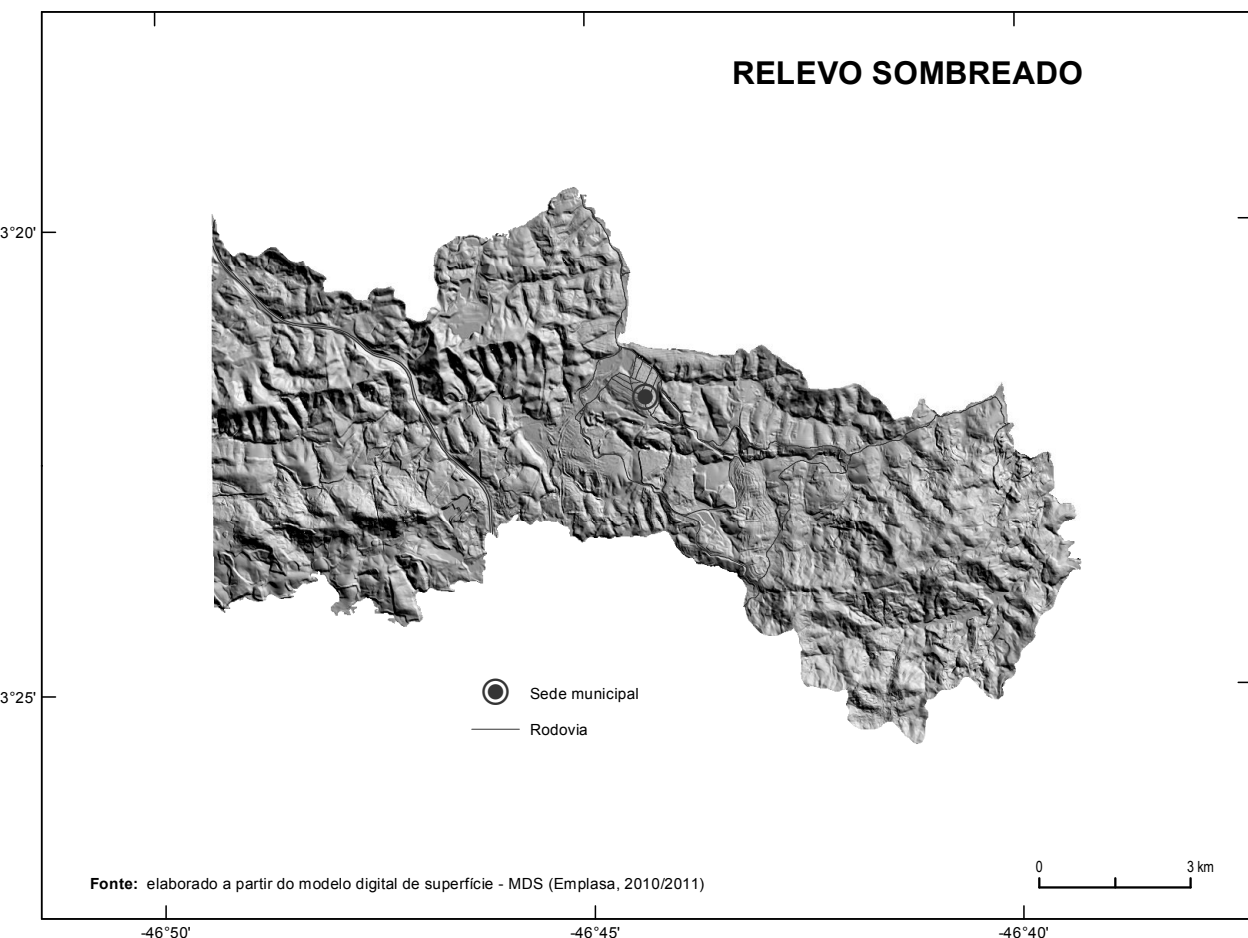 RELEVO SOMBREADO
3°20'
3°25'
Sede municipal
Rodovia
0 3 km
Fonte: elaborado a partir do modelo digital de superfície - MDS (Emplasa, 2010/2011)
-46°50' -46°45' -46°40'